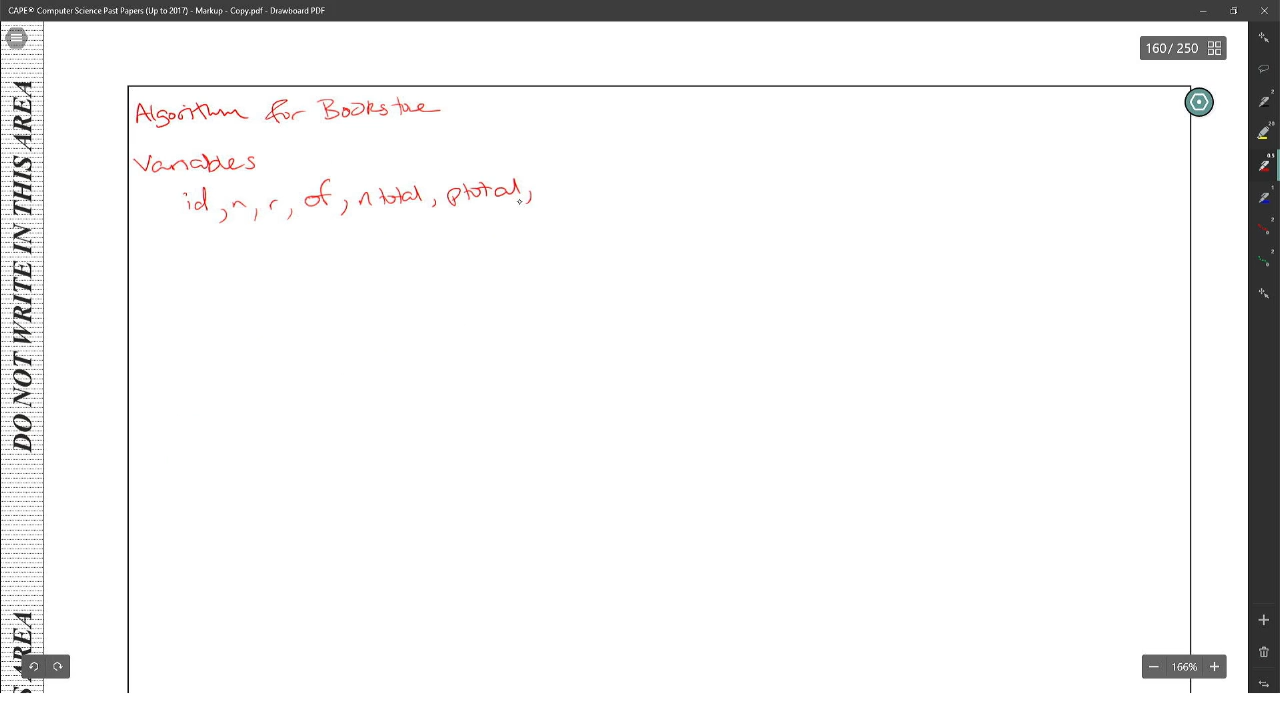 CAPE® Computer Science Past Papers (Up to 2017) - Markup - Copy.pdf - Drawboard PDF
160 / 250
DO NOT WRITE IN THIS AREA
Algorithm for Bookstore
Variables
id, n, r, of, ntotal, ptotal,
AREA
166%